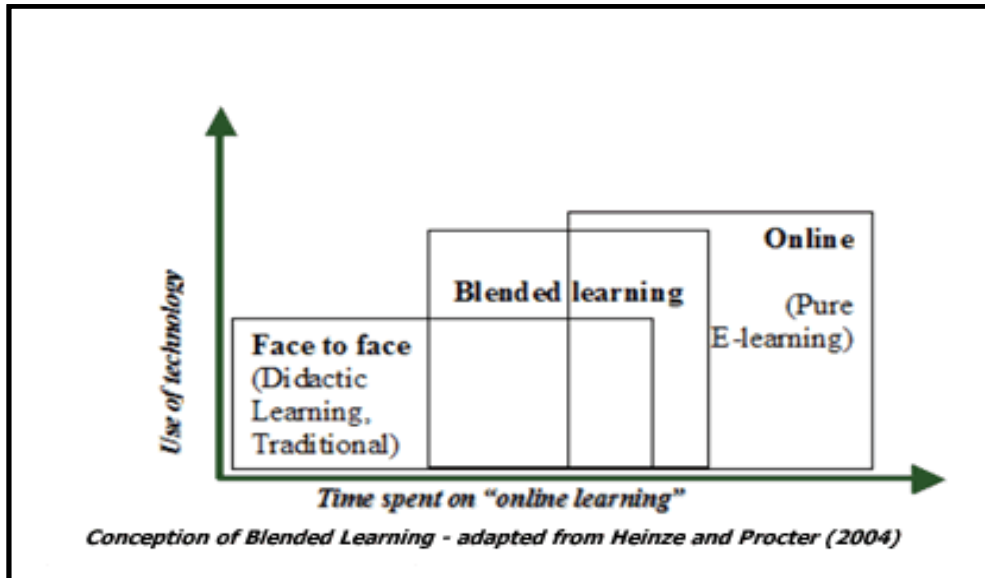 Use of technology
Online
Blended learning
(Pure
E-learning)
Face to face
(Didactic
Learning,
Traditional)
Time spent on “online learning”
Conception of Blended Learning - adapted from Heinze and Procter (2004)